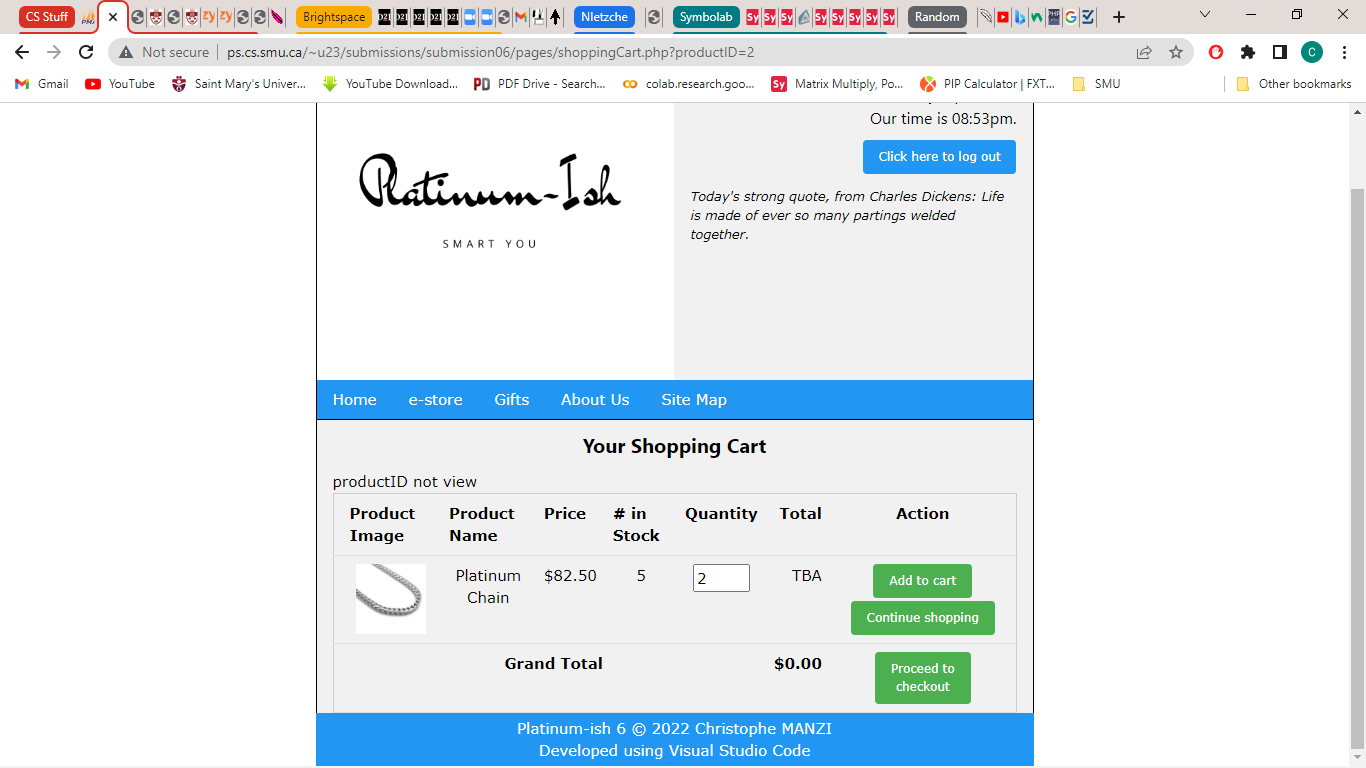 CS Stuff
Brightspace
NIetzche
Symbolab
Random
Not secure
ps.cs.smu.ca/~u23/submissions/submission06/pages/shoppingCart.php?productID=2
C
Gmail
YouTube
Saint Mary's Univer...
YouTube Download...
PDF Drive - Search...
colab.research.goo...
Matrix Multiply, Po...
PIP Calculator | FXT...
SMU
Other bookmarks
Our time is 08:53pm.
Click here to log out
Platinum-Ish
SMART YOU
Today's strong quote, from Charles Dickens: Life
is made of ever so many partings welded
together.
Home e-store Gifts About Us Site Map
Your Shopping Cart
productID not view
Product Image
Product Name
Price
# in Stock
Quantity
Total
Action
Platinum Chain
$82.50
5
2
TBA
Add to cart
Continue shopping
Grand Total
$0.00
Proceed to
checkout
Platinum-ish 6 © 2022 Christophe MANZI
Developed using Visual Studio Code